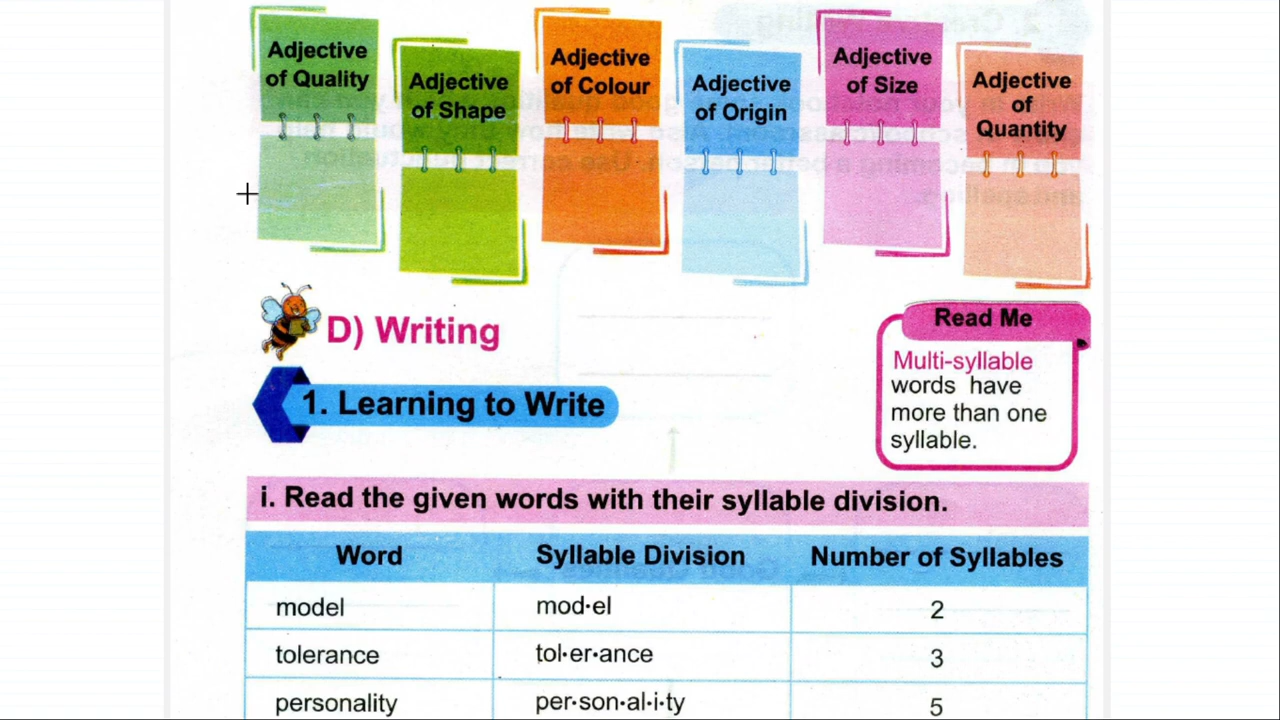 Adjective
of Quality
Adjective
of Shape
Adjective
of Colour
Adjective
of Origin
Adjective
of Size
Adjective
of
Quantity
D) Writing
1. Learning to Write
Read Me
Multi-syllable
words have
more than one
syllable.
i. Read the given words with their syllable division.
Word Syllable Division Number of Syllables
model mod•el 2
tolerance tol•er•ance 3
personality per•son•al•i•ty 5